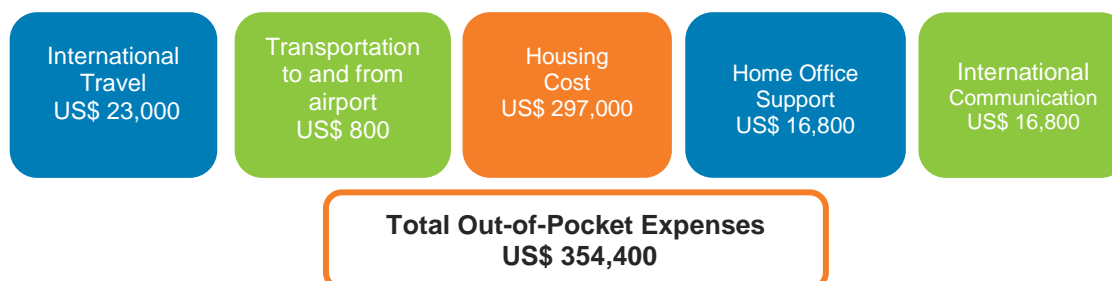 International
Travel
US$ 23,000
Transportation
to and from
airport
US$ 800
Housing
Cost
US$ 297,000
Home Office
Support
US$ 16,800
International
Communication
US$ 16,800
Total Out-of-Pocket Expenses
US$ 354,400